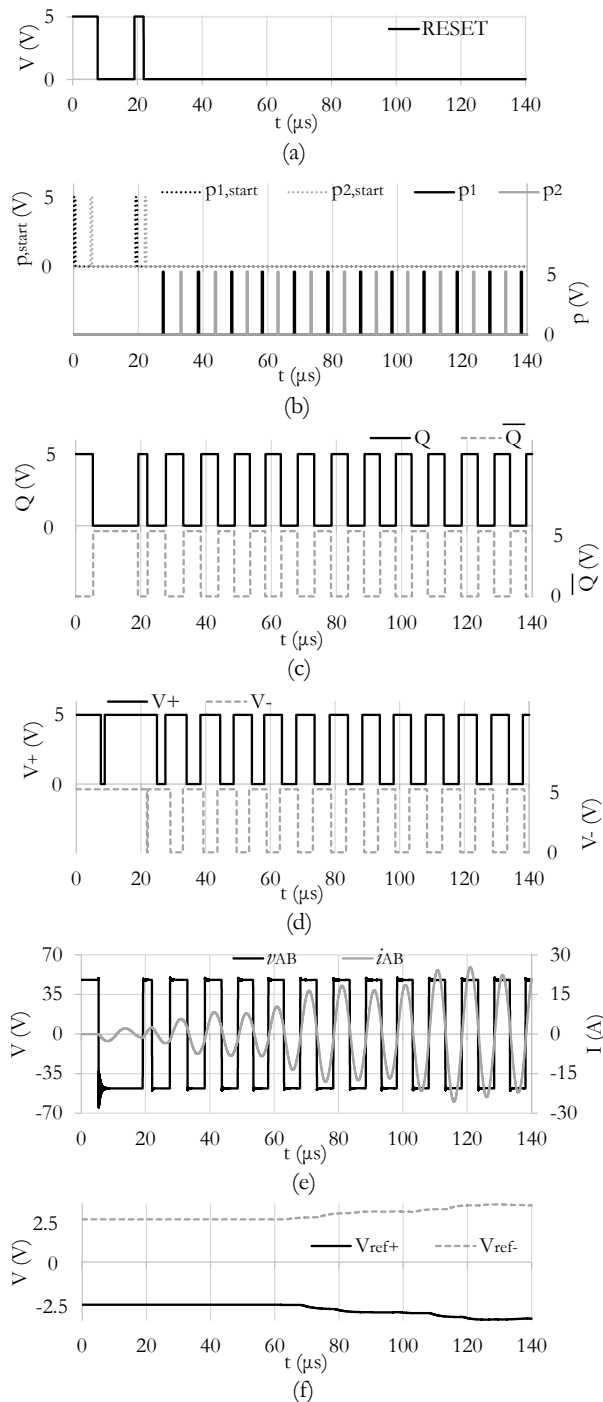 5
V (V)
RESET
0
0 20 40 60 80 100 120 140
t (μs)
(a)
p1,start p2,start p1 p2
5
p,start (V)
0
5
p (V)
0
0 20 40 60 80 100 120 140
t (μs)
(b)
Q Q
5
Q (V)
0
5
Q (V)
0
0 20 40 60 80 100 120 140
t (μs)
(c)
V+ V-
5
V+ (V)
0
5
V- (V)
0
0 20 40 60 80 100 120 140
t (μs)
(d)
vAB iAB
70 30
35 20
10
V (V) 0 0 I (A)
-10
-35 -20
-70 -30
0 20 40 60 80 100 120 140
t (μs)
(e)
2.5
V (V) 0
Vref+ Vref-
-2.5
0 20 40 60 80 100 120 140
t (μs)
(f)